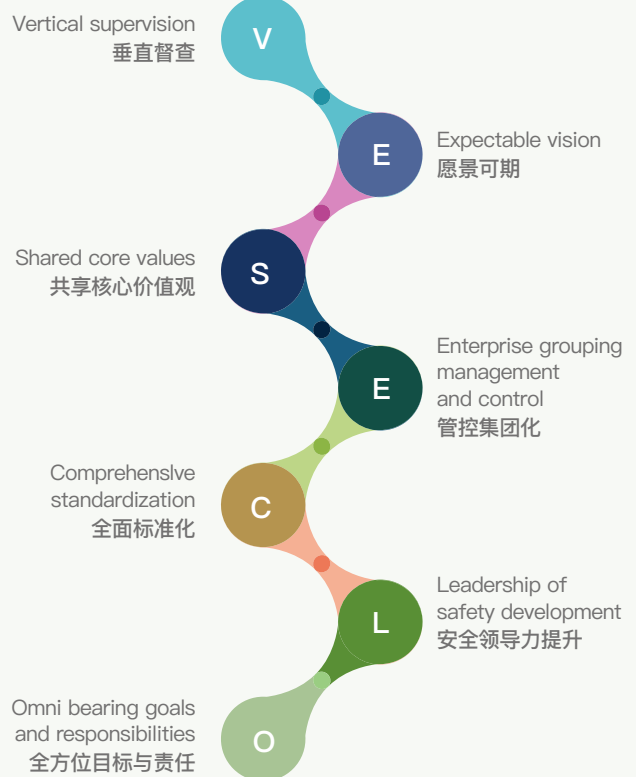 Vertical supervision
垂直督查
V
E
Expectable vision
愿景可期
Shared core values
共享核心价值观
S
E
Enterprise grouping
management
and control
管控集团化
Comprehenslve
standardization
全面标准化
C
L
Leadership of
safety development
安全领导力提升
Omni bearing goals
and responsibilities
全方位目标与责任
O